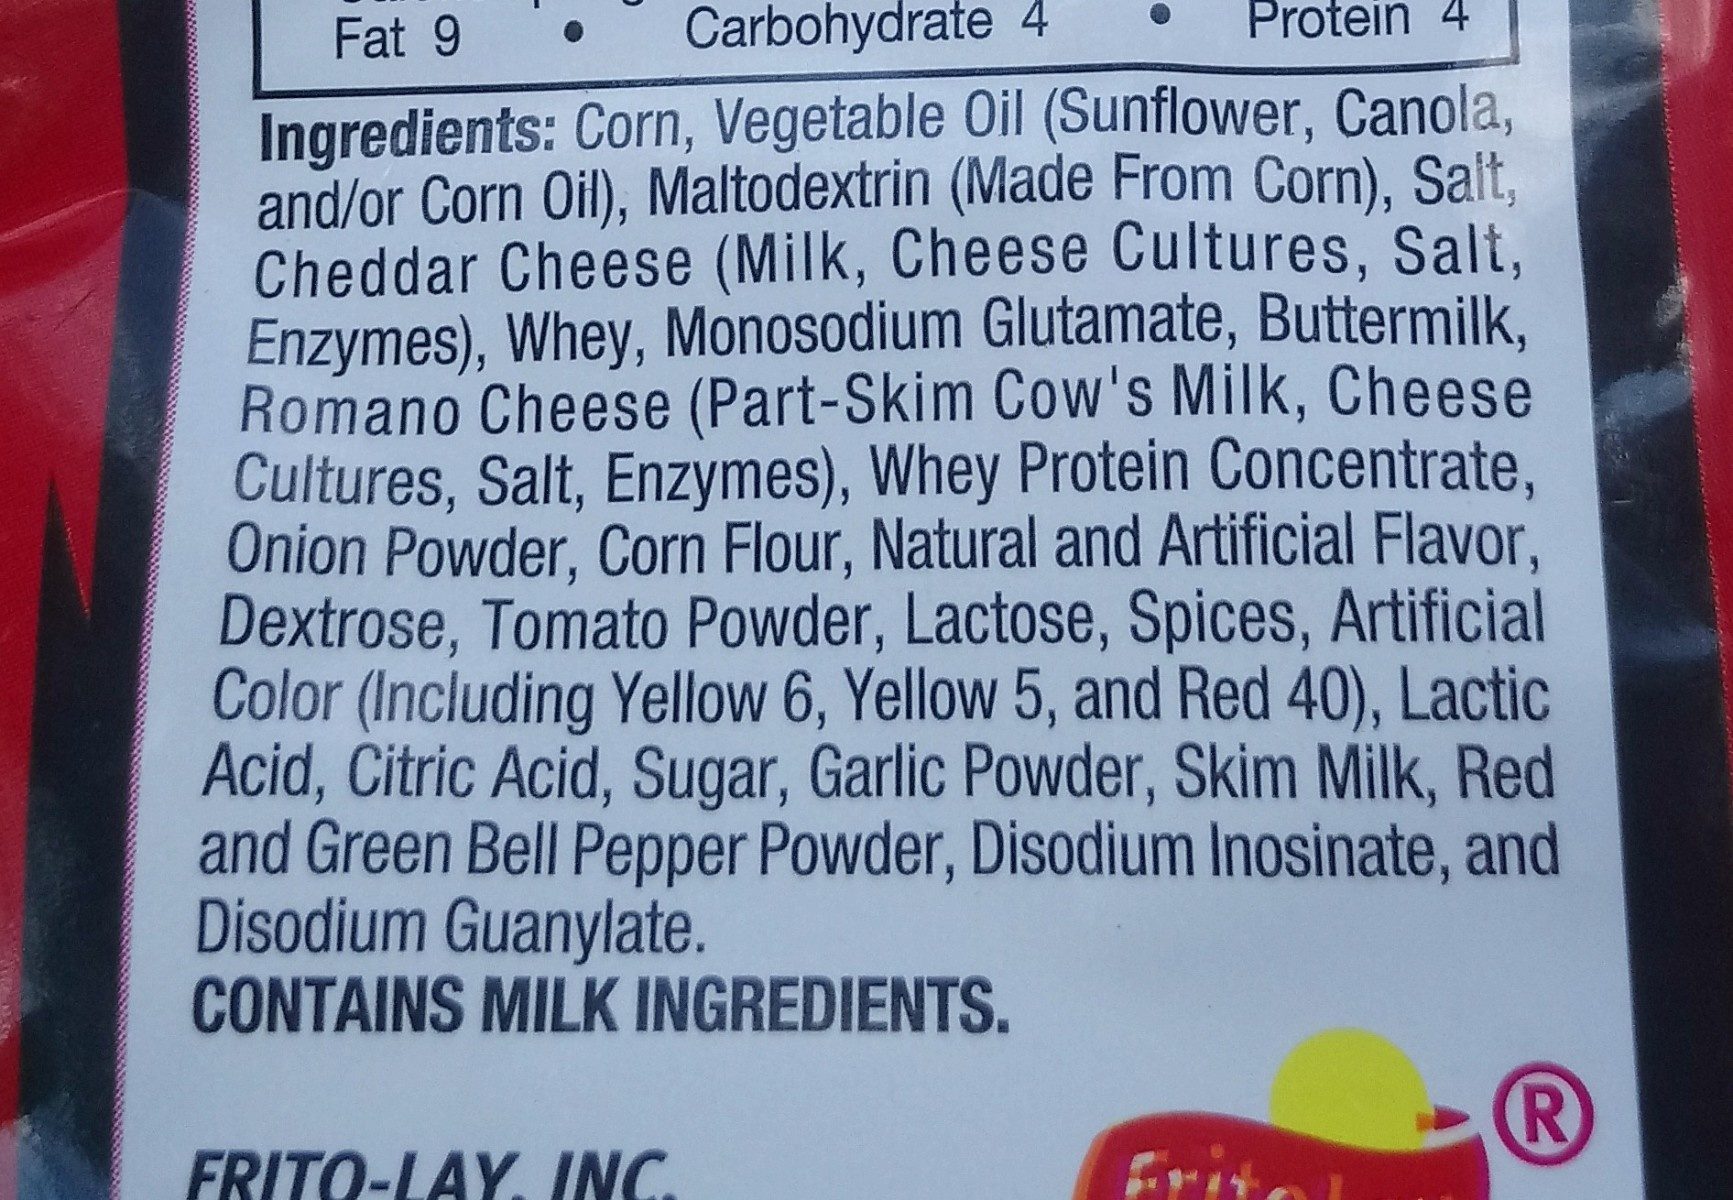 Fat 9 • Carbohydrate 4 • Protein 4
Ingredients: Corn, Vegetable Oil (Sunflower, Canola,
and/or Corn Oil), Maltodextrin (Made From Corn), Salt,
Cheddar Cheese (Milk, Cheese Cultures, Salt,
Enzymes), Whey, Monosodium Glutamate, Buttermilk,
Romano Cheese (Part-Skim Cow's Milk, Cheese
Cultures, Salt, Enzymes), Whey Protein Concentrate,
Onion Powder, Corn Flour, Natural and Artificial Flavor,
Dextrose, Tomato Powder, Lactose, Spices, Artificial
Color (Including Yellow 6, Yellow 5, and Red 40), Lactic
Acid, Citric Acid, Sugar, Garlic Powder, Skim Milk, Red
and Green Bell Pepper Powder, Disodium Inosinate, and
Disodium Guanylate.
CONTAINS MILK INGREDIENTS.
®
FRITO-LAY, INC.
Frito